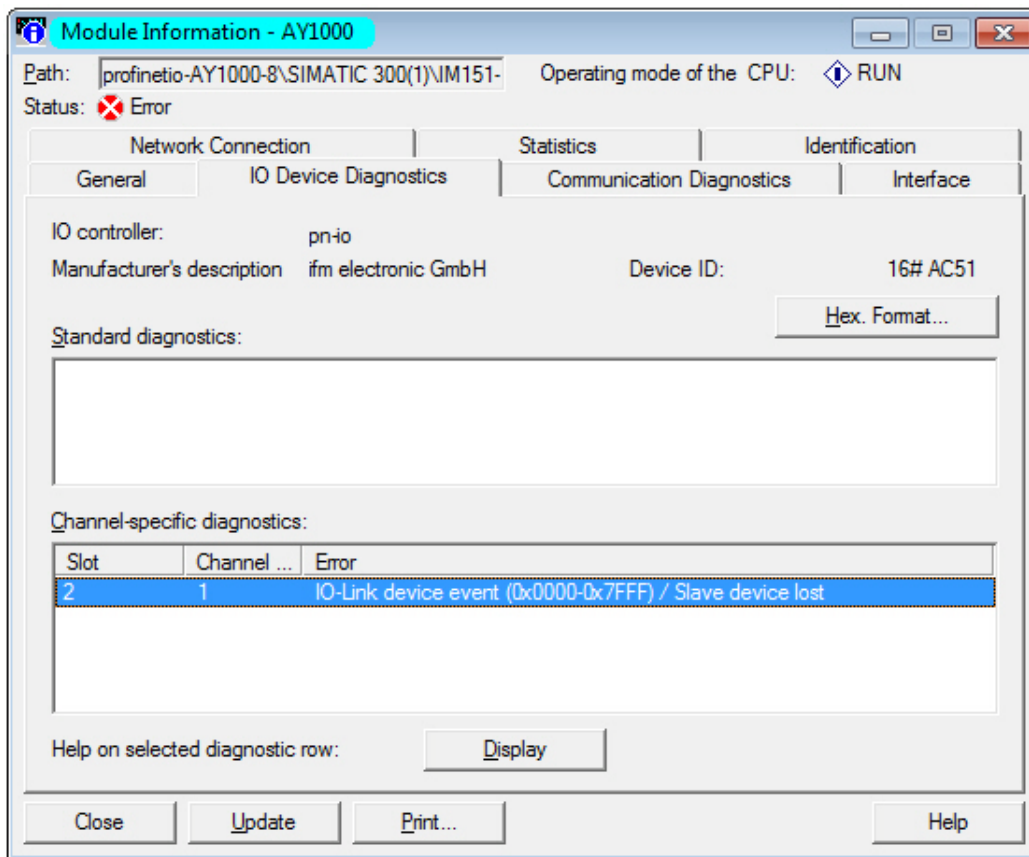 Module Information - AY1000
Path: profinetio-AY1000-8\SIMATIC 300(1)\IM151- Operating mode of the CPU: RUN
Status: Error
Network Connection Statistics Identification
General IO Device Diagnostics Communication Diagnostics Interface
IO controller: pn-io
Manufacturer's description ifm electronic GmbH Device ID: 16# AC51
Hex. Format...
Standard diagnostics:
Channel-specific diagnostics:
Slot Channel ... Error
2 1 IO-Link device event (0x0000-0x7FFF) / Slave device lost
Help on selected diagnostic row: Display
Close Update Print... Help